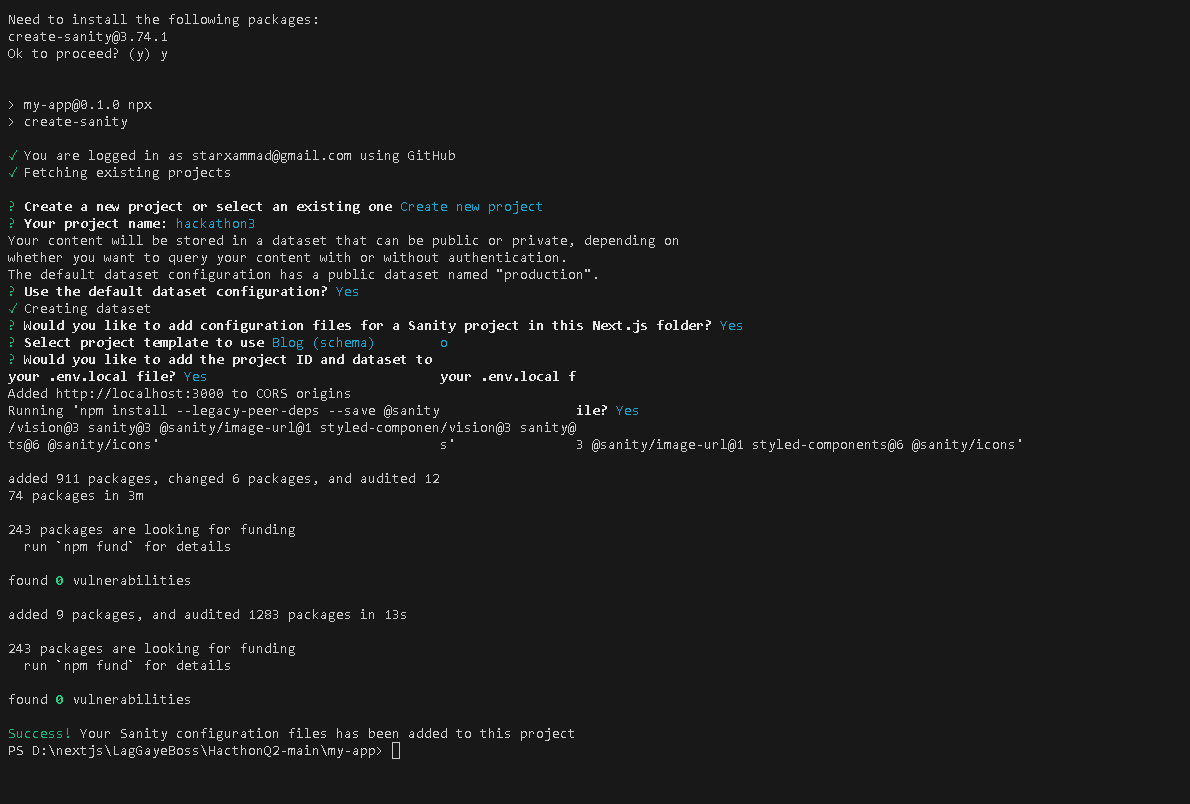 Need to install the following packages:
create-sanity@3.74.1
Ok to proceed? (y) y
> my-app@0.1.0 npx
> create-sanity
✓ You are logged in as starxammad@gmail.com using GitHub
✓ Fetching existing projects
? Create a new project or select an existing one Create new project
? Your project name: hackathon3
Your content will be stored in a dataset that can be public or private, depending on
whether you want to query your content with or without authentication.
The default dataset configuration has a public dataset named "production".
? Use the default dataset configuration? Yes
✓ Creating dataset
? Would you like to add configuration files for a Sanity project in this Next.js folder? Yes
? Select project template to use Blog (schema) o
? Would you like to add the project ID and dataset to
your .env.local file? Yes your .env.local f
Added http://localhost:3000 to CORS origins
Running 'npm install --legacy-peer-deps --save @sanity ile? Yes
/vision@3 sanity@3 @sanity/image-url@1 styled-componen/vision@3 sanity@
ts@6 @sanity/icons' s' 3 @sanity/image-url@1 styled-components@6 @sanity/icons'
added 911 packages, changed 6 packages, and audited 12
74 packages in 3m
243 packages are looking for funding
run `npm fund` for details
found 0 vulnerabilities
added 9 packages, and audited 1283 packages in 13s
243 packages are looking for funding
run `npm fund` for details
found 0 vulnerabilities
Success! Your Sanity configuration files has been added to this project
PS D:\nextjs\LagGayeBoss\HacthonQ2-main\my-app>